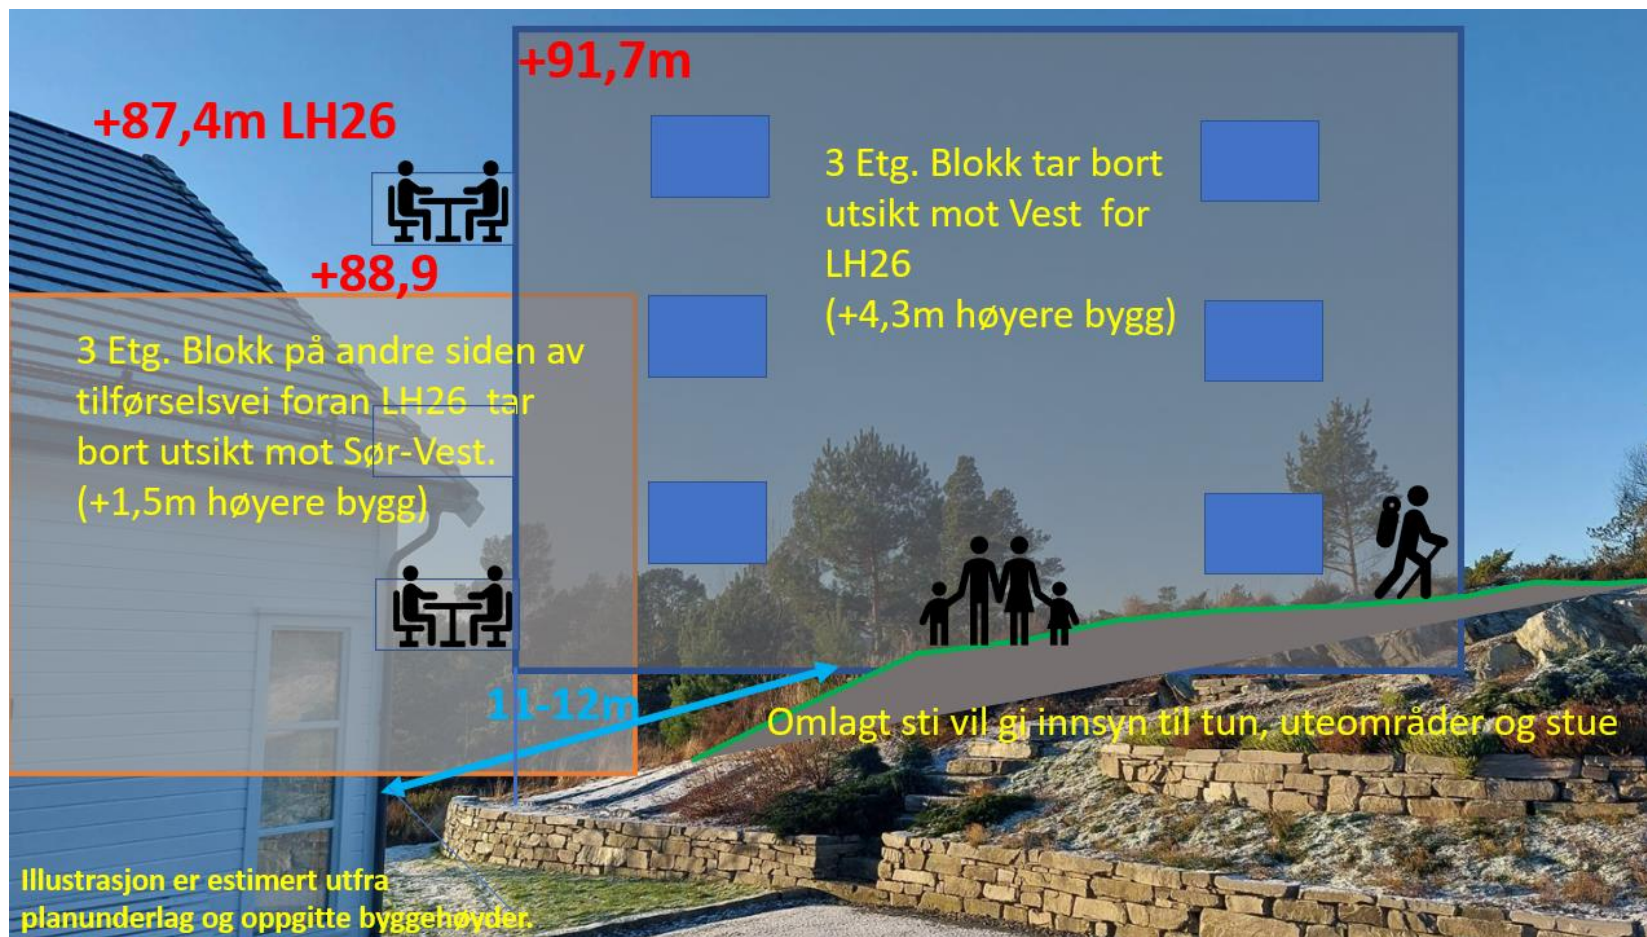 +91,7m
+87,4m LH26
3 Etg. Blokk tar bort
utsikt mot Vest for
LH26
(+4,3m høyere bygg)
+88,9
3 Etg. Blokk på andre siden av
tilførselsvei foran LH26 tar
bort utsikt mot Sør-Vest.
(+1,5m høyere bygg)
11-12m
Omlagt sti vil gi innsyn til tun, uteområder og stue
Illustrasjon er estimert utfra
planunderlag og oppgitte byggehøyder.